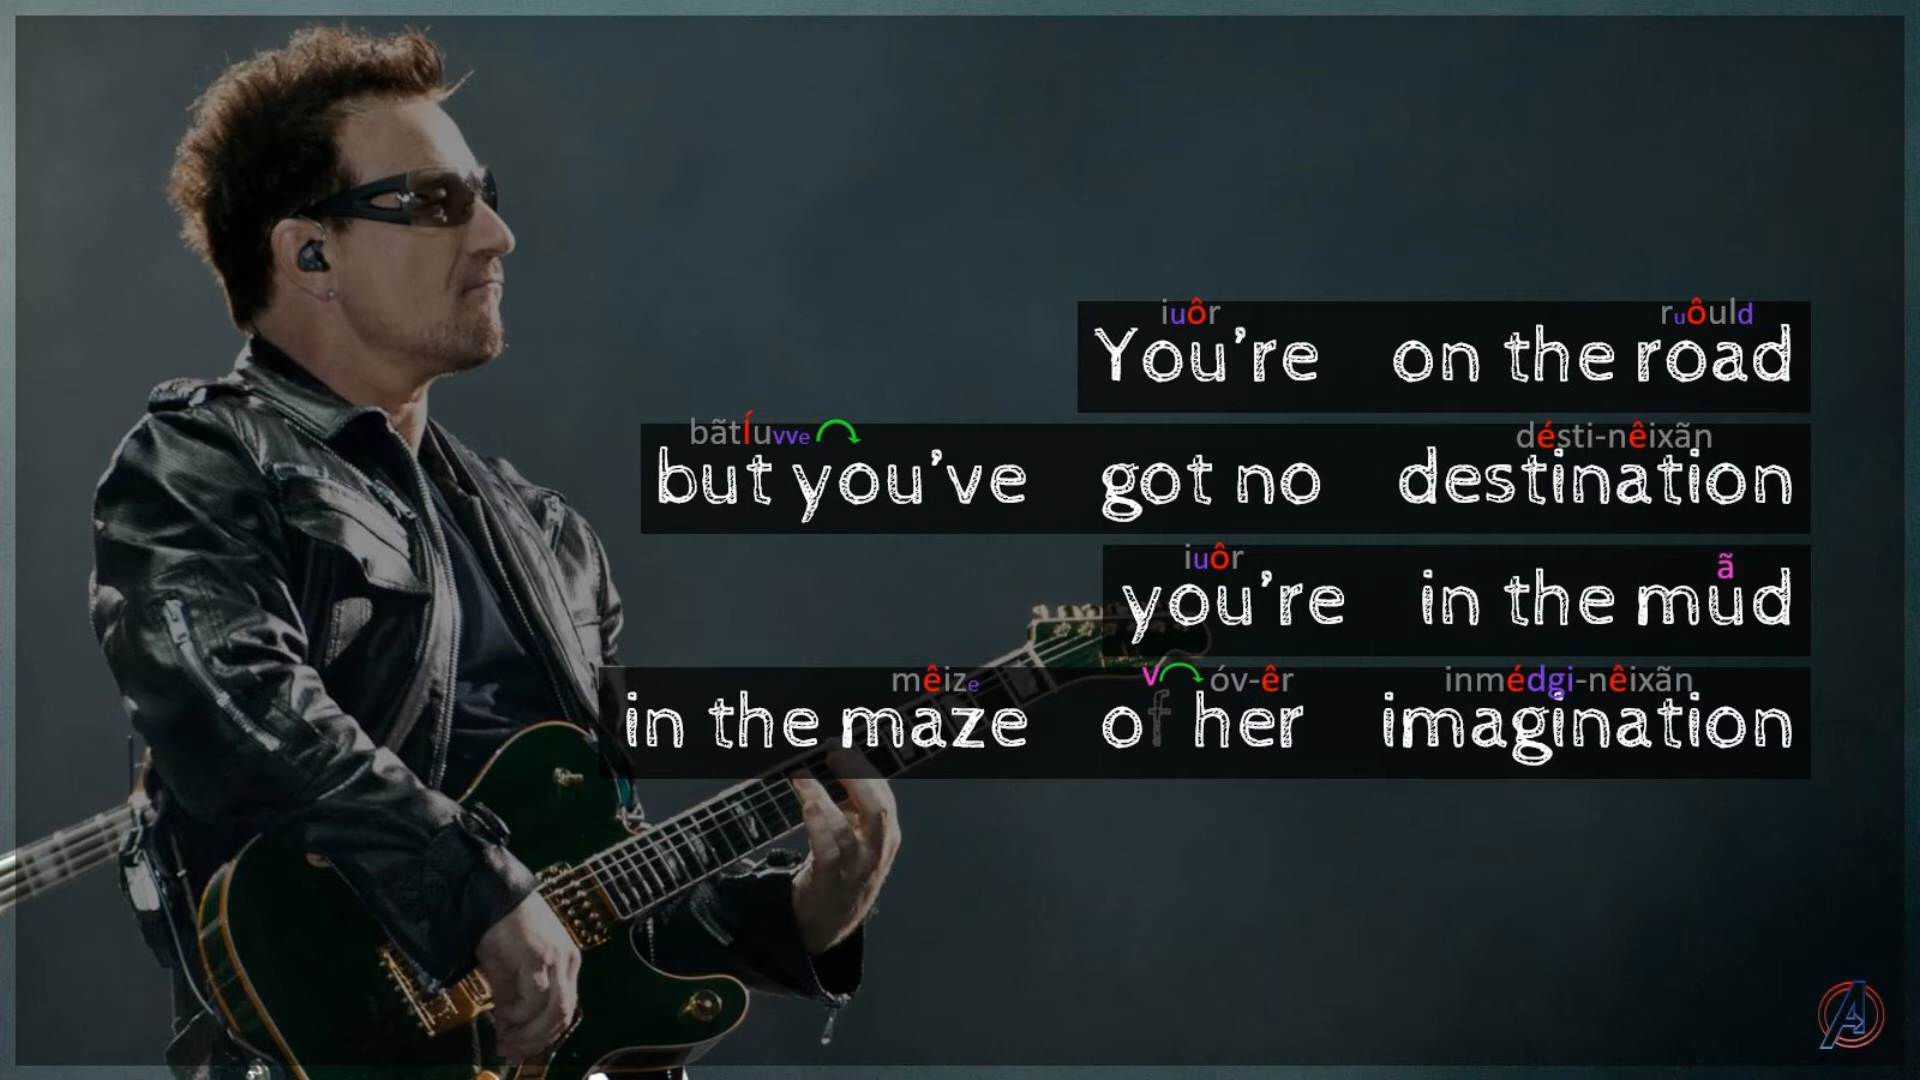 iuôr ruôuld
You're on the road
bãtÍuvve désti-nêixãn
but you've got no destination
iuôr ã
you're in the mud
mêize v óv-êr inmédgi-nêixãn
in the maze of her imagination